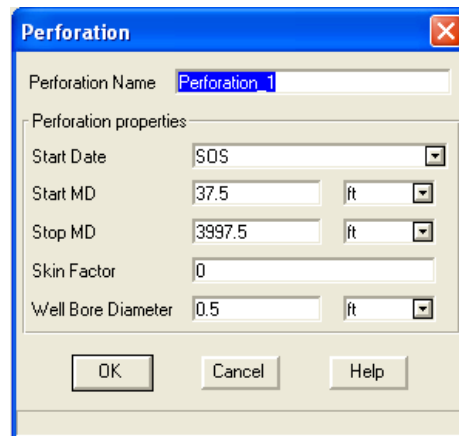 Perforation
Perforation Name Perforation_1
Perforation properties
Start Date SOS
Start MD 37.5 ft
Stop MD 3997.5 ft
Skin Factor 0
Well Bore Diameter 0.5 ft
OK Cancel Help